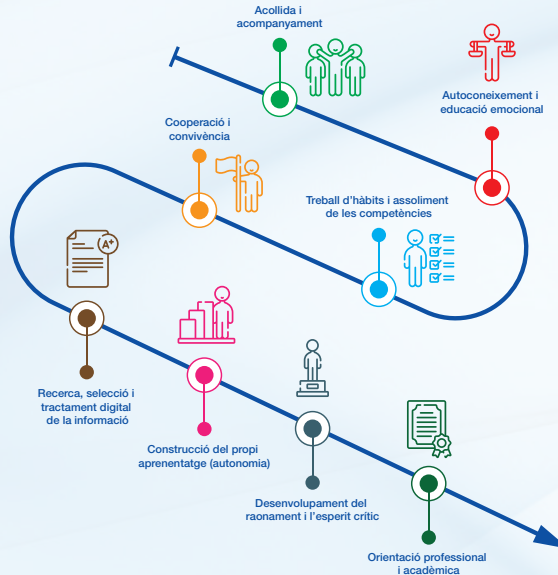 Acollida i
acompanyament
Autoconeixement i
educació emocional
Cooperació i
convivència
Treball d'hàbits i assoliment
de les competències
A+
Recerca, selecció i
tractament digital
de la informació
Construcció del propi
aprenentatge (autonomia)
Desenvolupament del
raonament i l'esperit crític
Orientació professional
i acadèmica